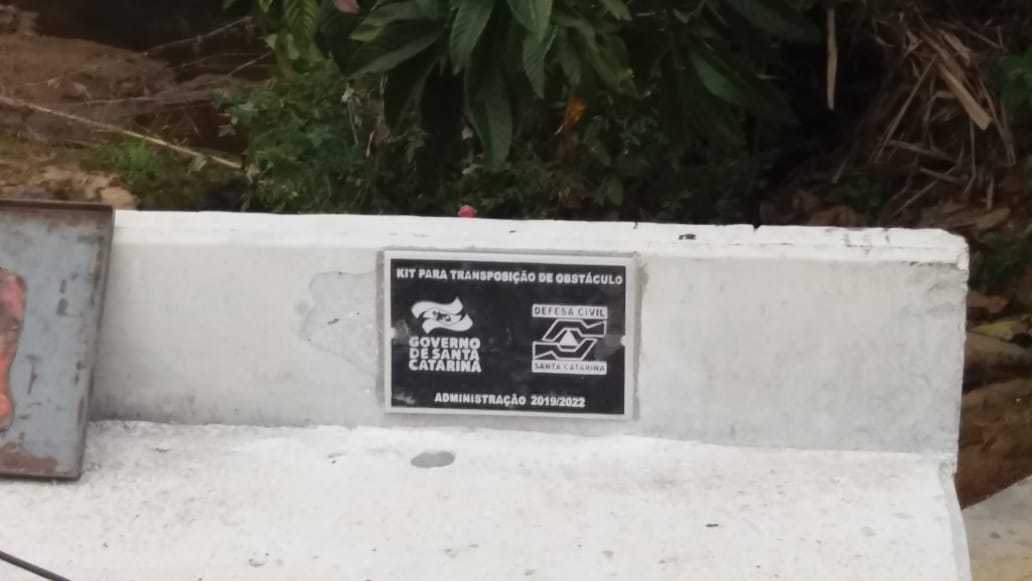 KIT PARA TRANSPOSIÇÃO DE OBSTÁCULO
GOVERNO
DE SANTA
CATARINA
DEFESA CIVIL
SANTA CATARINA
ADMINISTRAÇÃO 2019/2022